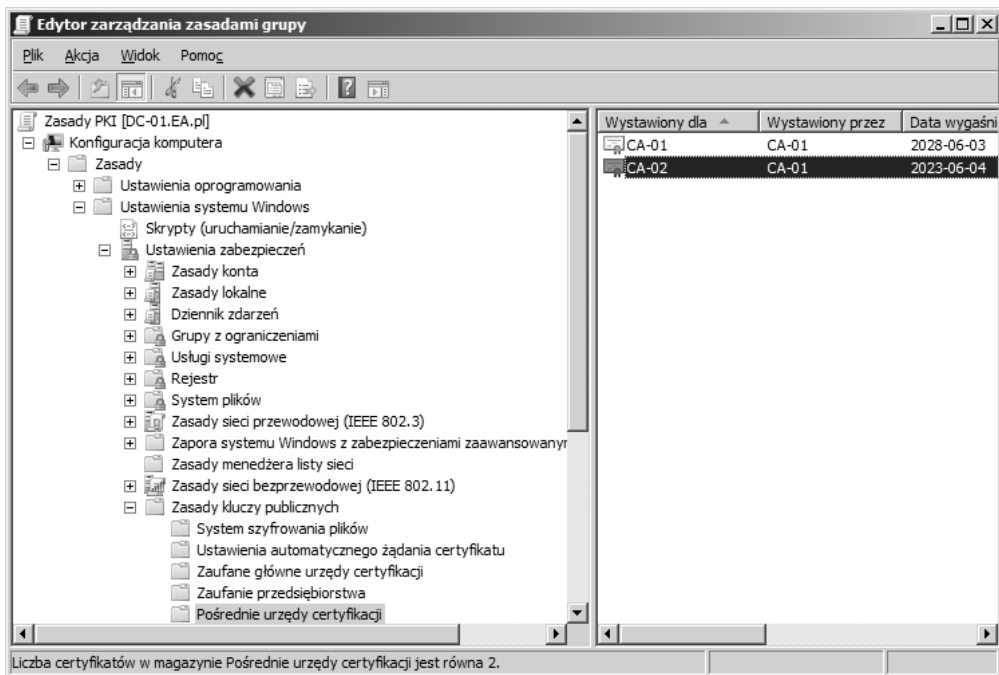 Edytor zarządzania zasadami grupy
Plik Akcja Widok Pomoc
Zasady PKI [DC-01.EA.pl]
Konfiguracja komputera
Zasady
Ustawienia oprogramowania
Ustawienia systemu Windows
Skrypty (uruchamianie/zamykanie)
Ustawienia zabezpieczeń
Zasady konta
Zasady lokalne
Dziennik zdarzeń
Grupy z ograniczeniami
Usługi systemowe
Rejestr
System plików
Zasady sieci przewodowej (IEEE 802.3)
Zapora systemu Windows z zabezpieczeniami zaawansowanyr
Zasady menedżera listy sieci
Zasady sieci bezprzewodowej (IEEE 802.11)
Zasady kluczy publicznych
System szyfrowania plików
Ustawienia automatycznego żądania certyfikatu
Zaufane główne urzędy certyfikacji
Zaufanie przedsiębiorstwa
Pośrednie urzędy certyfikacji
Wystawiony dla Wystawiony przez Data wygaśni
CA-01 CA-01 2028-06-03
CA-02 CA-01 2023-06-04
Liczba certyfikatów w magazynie Pośrednie urzędy certyfikacji jest równa 2.